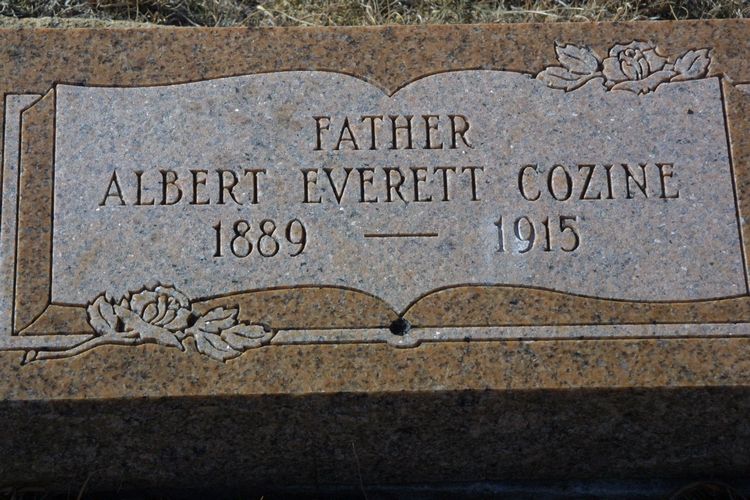 FATHER
ALBERT EVERETT COZINE
1889 — 1915